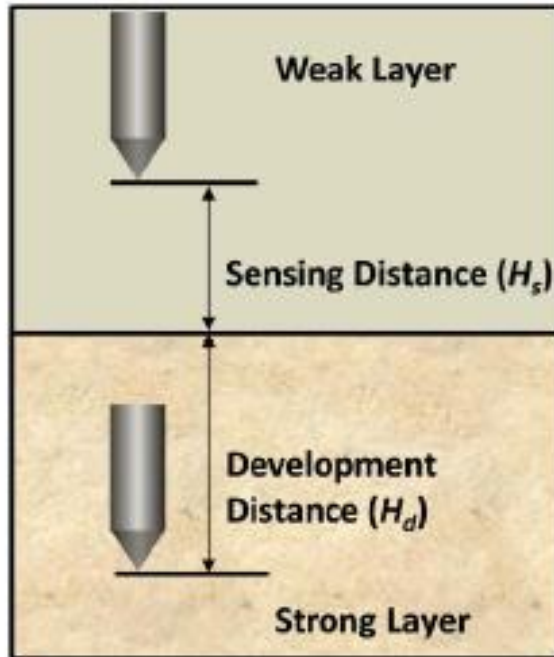 Weak Layer
Sensing Distance (Hs)
Development
Distance (Hd)
Strong Layer